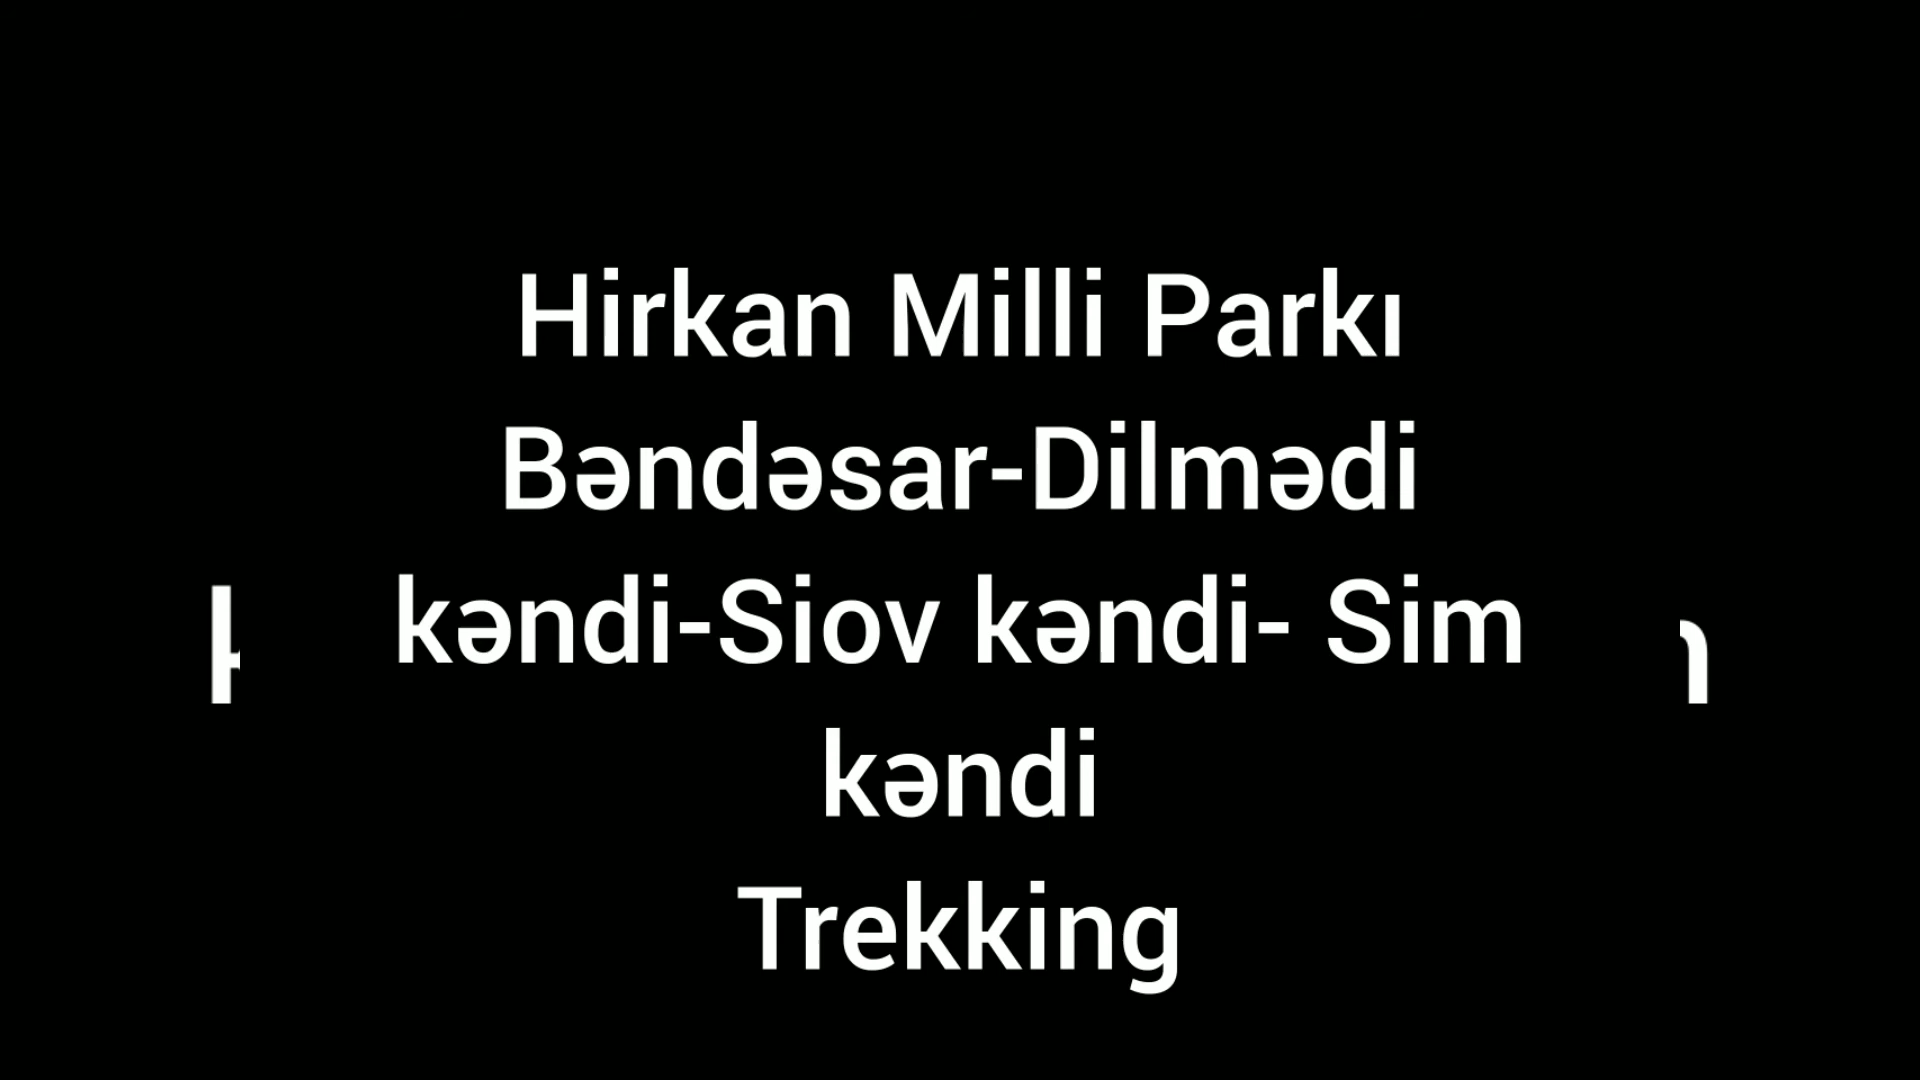 Hirkan Milli Parkı
Bəndəsar-Dilmədi
kəndi-Siov kəndi- Sim
kəndi
Trekking